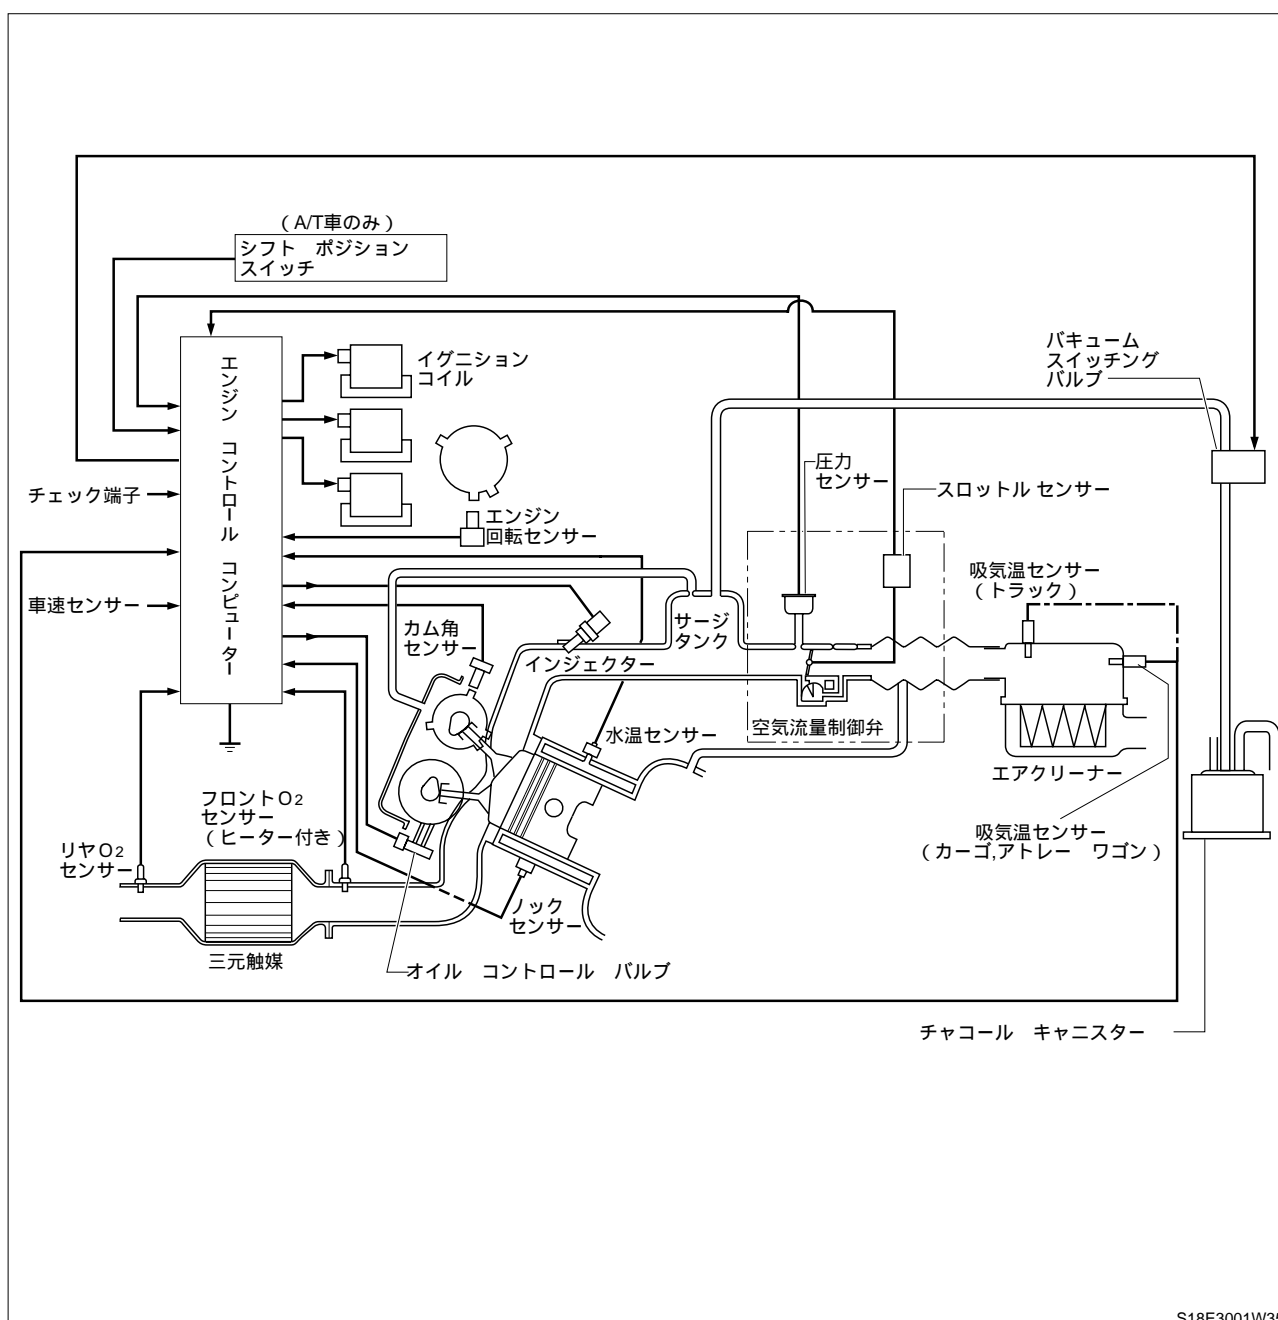 （A/T車のみ）
シフト　ポジション
スイッチ
エンジン　コントロール　コンピューター
イグニション
コイル
バキューム
スイッチング
バルブ
圧力
センサー
スロットル センサー
チェック端子
エンジン
回転センサー
吸気温センサー
（トラック）
車速センサー
カム角
センサー
サージ
タンク
インジェクター
水温センサー
空気流量制御弁
エアクリーナー
フロントO2
センサー
（ヒーター付き）
リヤO2
センサー
吸気温センサー
（カーゴ,アトレー　ワゴン）
ノック
センサー
三元触媒
オイル　コントロール　バルブ
チャコール　キャニスター